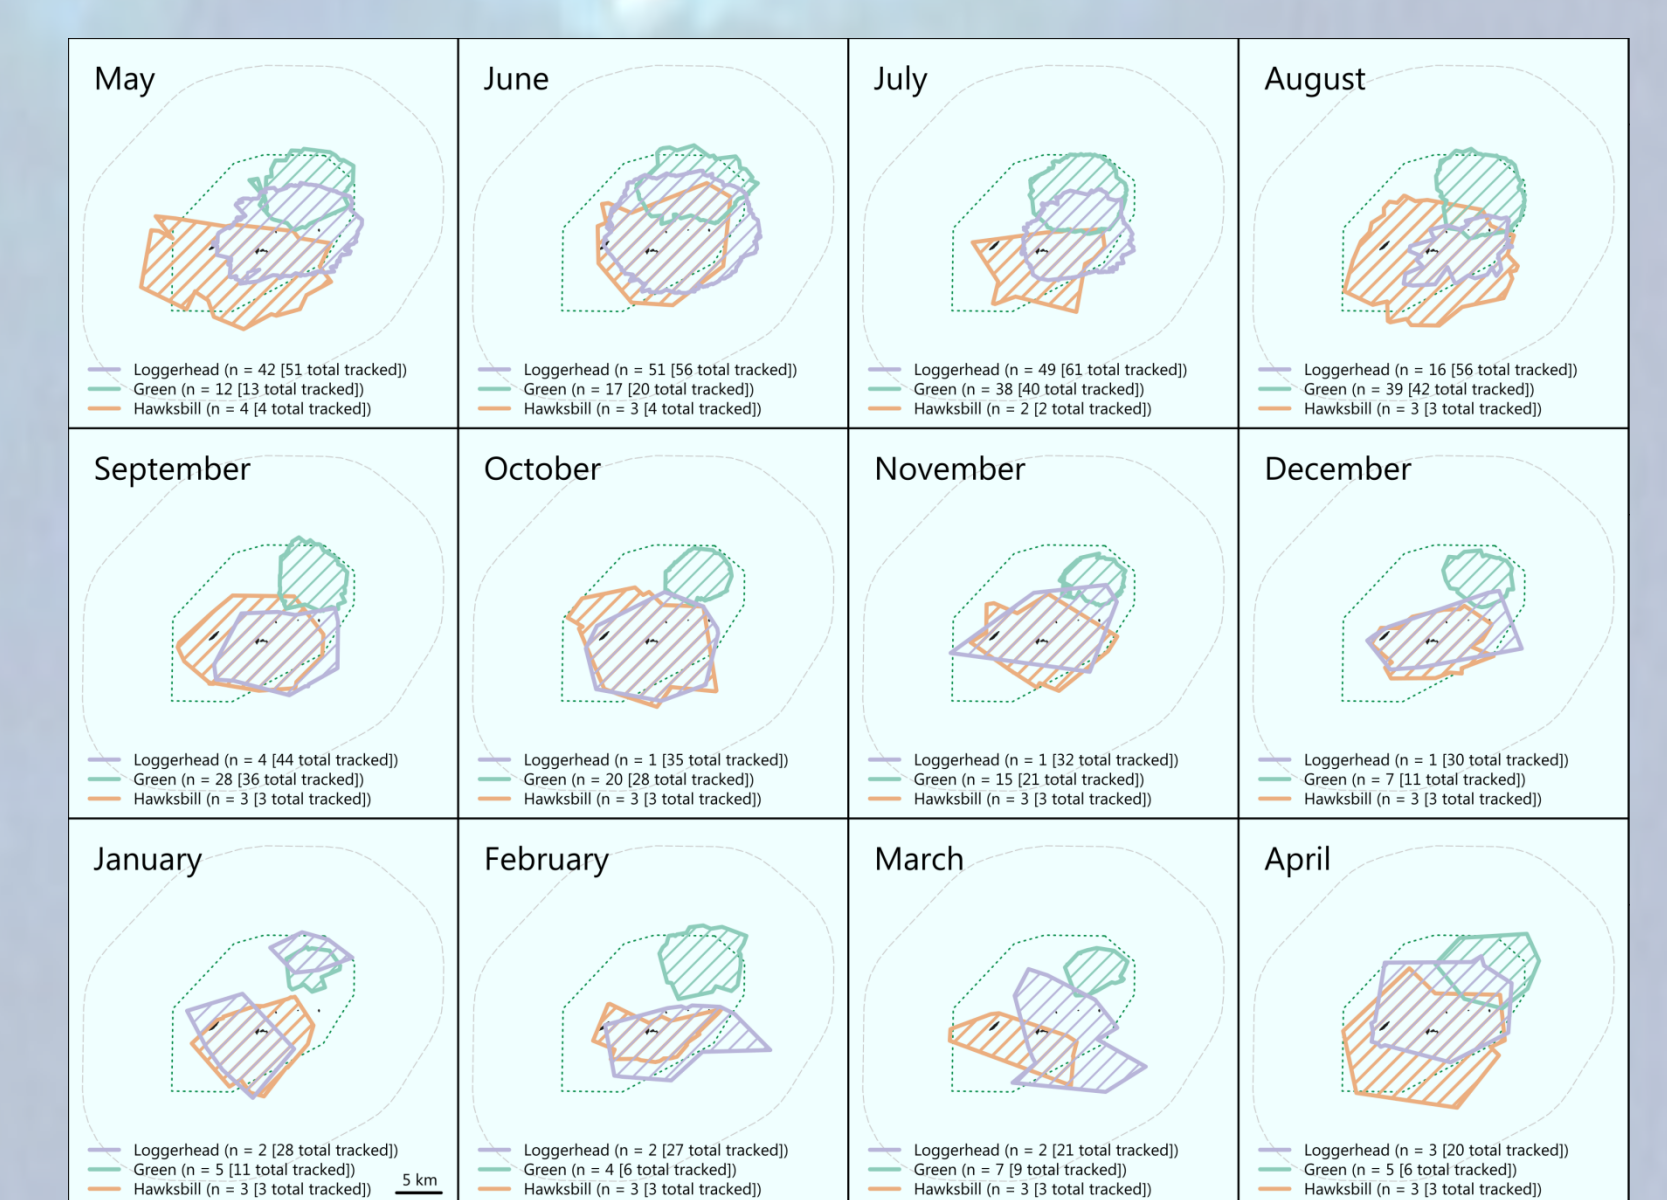 May
Loggerhead (n = 42 [51 total tracked])
Green (n = 12 [13 total tracked])
Hawksbill (n = 4 [4 total tracked])
June
Loggerhead (n = 51 [56 total tracked])
Green (n = 17 [20 total tracked])
Hawksbill (n = 3 [4 total tracked])
July
Loggerhead (n = 49 [61 total tracked])
Green (n = 38 [40 total tracked])
Hawksbill (n = 2 [2 total tracked])
August
Loggerhead (n = 16 [56 total tracked])
Green (n = 39 [42 total tracked])
Hawksbill (n = 3 [3 total tracked])
September
Loggerhead (n = 4 [44 total tracked])
Green (n = 28 [36 total tracked])
Hawksbill (n = 3 [3 total tracked])
October
Loggerhead (n = 1 [35 total tracked])
Green (n = 20 [28 total tracked])
Hawksbill (n = 3 [3 total tracked])
November
Loggerhead (n = 1 [32 total tracked])
Green (n = 15 [21 total tracked])
Hawksbill (n = 3 [3 total tracked])
December
Loggerhead (n = 1 [30 total tracked])
Green (n = 7 [11 total tracked])
Hawksbill (n = 3 [3 total tracked])
January
Loggerhead (n = 2 [28 total tracked])
Green (n = 5 [11 total tracked])
Hawksbill (n = 3 [3 total tracked])
5 km
February
Loggerhead (n = 2 [27 total tracked])
Green (n = 4 [6 total tracked])
Hawksbill (n = 3 [3 total tracked])
March
Loggerhead (n = 2 [21 total tracked])
Green (n = 7 [9 total tracked])
Hawksbill (n = 3 [3 total tracked])
April
Loggerhead (n = 3 [20 total tracked])
Green (n = 5 [6 total tracked])
Hawksbill (n = 3 [3 total tracked])